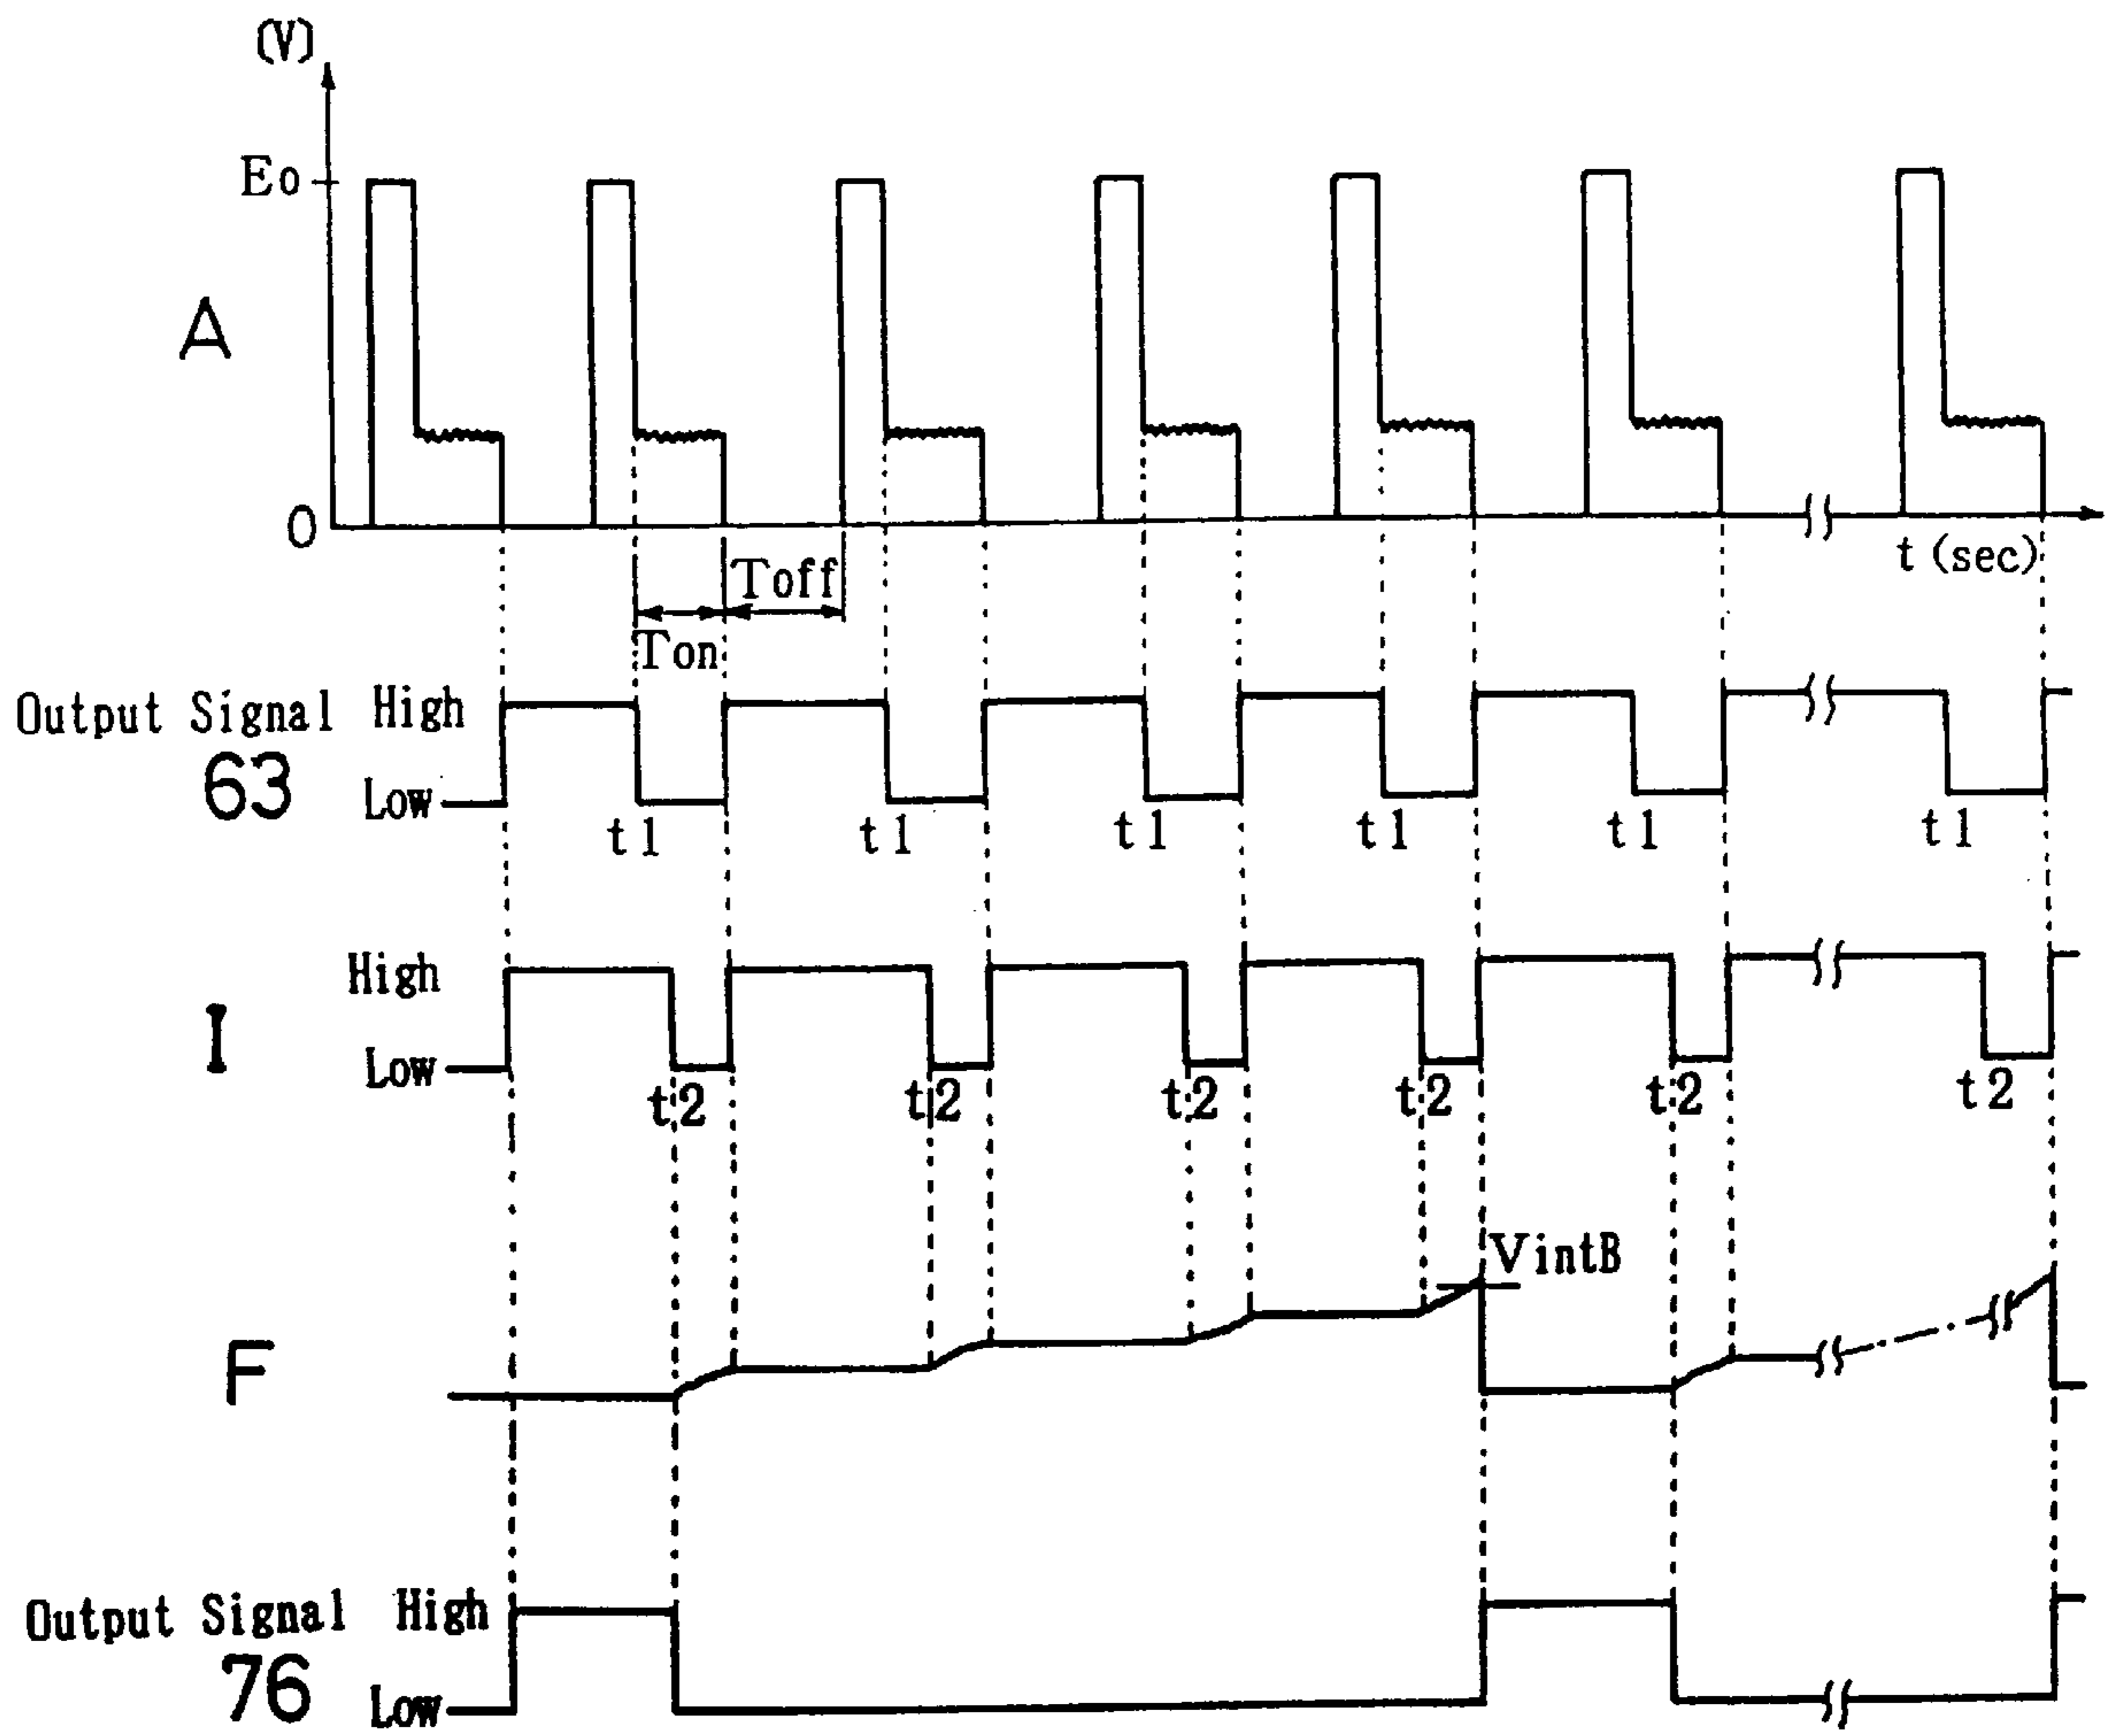 (V)
Eo
A
0
t (sec)
Toff
Ton
Output Signal High
63
Low
t1 t1 t1 t1 t1 t1
High
I
Low
t2 t2 t2 t2 t2 t2
VintB
F
Output Signal High
76
Low